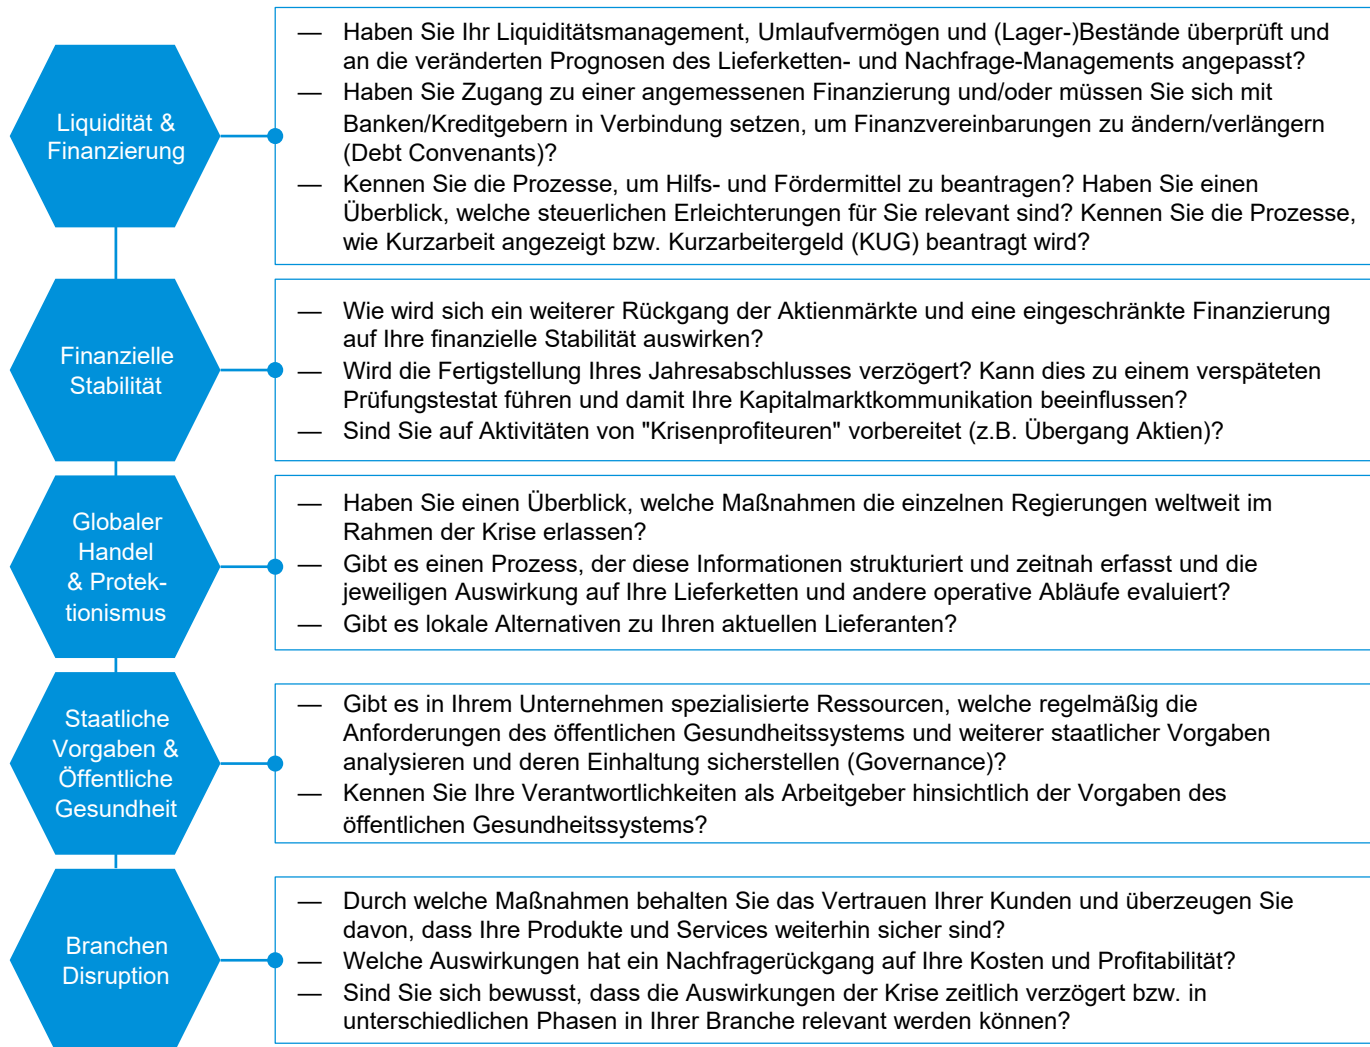 Liquidität &
Finanzierung
— Haben Sie Ihr Liquiditätsmanagement, Umlaufvermögen und (Lager-)Bestände überprüft und
an die veränderten Prognosen des Lieferketten- und Nachfrage-Managements angepasst?
— Haben Sie Zugang zu einer angemessenen Finanzierung und/oder müssen Sie sich mit
Banken/Kreditgebern in Verbindung setzen, um Finanzvereinbarungen zu ändern/verlängern
(Debt Convenants)?
— Kennen Sie die Prozesse, um Hilfs- und Fördermittel zu beantragen? Haben Sie einen
Überblick, welche steuerlichen Erleichterungen für Sie relevant sind? Kennen Sie die Prozesse,
wie Kurzarbeit angezeigt bzw. Kurzarbeitergeld (KUG) beantragt wird?
Finanzielle
Stabilität
— Wie wird sich ein weiterer Rückgang der Aktienmärkte und eine eingeschränkte Finanzierung
auf Ihre finanzielle Stabilität auswirken?
— Wird die Fertigstellung Ihres Jahresabschlusses verzögert? Kann dies zu einem verspäteten
Prüfungstestat führen und damit Ihre Kapitalmarktkommunikation beeinflussen?
— Sind Sie auf Aktivitäten von "Krisenprofiteuren" vorbereitet (z.B. Übergang Aktien)?
Globaler
Handel
& Protek-
tionismus
— Haben Sie einen Überblick, welche Maßnahmen die einzelnen Regierungen weltweit im
Rahmen der Krise erlassen?
— Gibt es einen Prozess, der diese Informationen strukturiert und zeitnah erfasst und die
jeweiligen Auswirkung auf Ihre Lieferketten und andere operative Abläufe evaluiert?
— Gibt es lokale Alternativen zu Ihren aktuellen Lieferanten?
Staatliche
Vorgaben &
Öffentliche
Gesundheit
— Gibt es in Ihrem Unternehmen spezialisierte Ressourcen, welche regelmäßig die
Anforderungen des öffentlichen Gesundheitssystems und weiterer staatlicher Vorgaben
analysieren und deren Einhaltung sicherstellen (Governance)?
— Kennen Sie Ihre Verantwortlichkeiten als Arbeitgeber hinsichtlich der Vorgaben des
öffentlichen Gesundheitssystems?
Branchen
Disruption
— Durch welche Maßnahmen behalten Sie das Vertrauen Ihrer Kunden und überzeugen Sie
davon, dass Ihre Produkte und Services weiterhin sicher sind?
— Welche Auswirkungen hat ein Nachfragerückgang auf Ihre Kosten und Profitabilität?
— Sind Sie sich bewusst, dass die Auswirkungen der Krise zeitlich verzögert bzw. in
unterschiedlichen Phasen in Ihrer Branche relevant werden können?